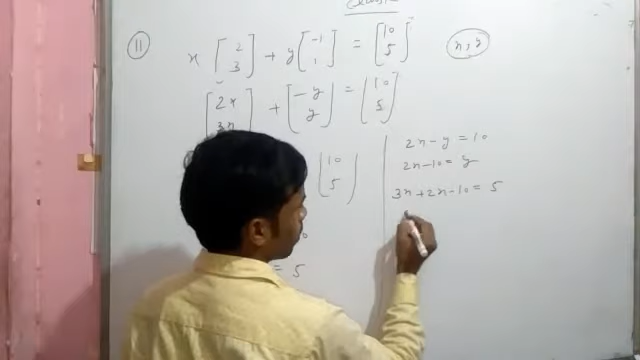 11
x [2 3] + y [-1 1] = [10 5] (x, y)
[2x 3x] + [-y y] = [10 5]
[10 5]
= 5
2x - y = 10
2x - 10 = y
3x + 2x - 10 = 5